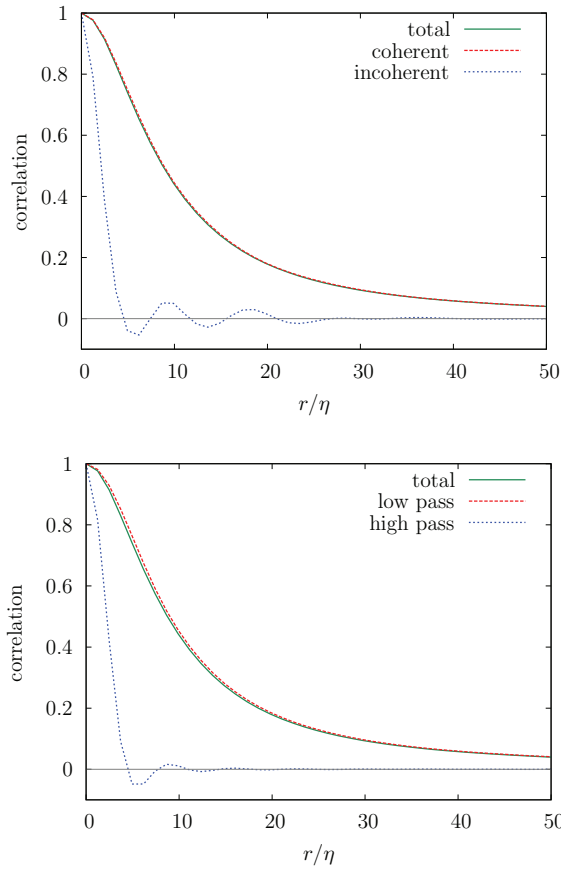 1
total
coherent
incoherent
0.8
0.6
0.4
0.2
0
correlation
0 10 20 30 40 50
r/η
1
total
low pass
high pass
0.8
0.6
0.4
0.2
0
correlation
0 10 20 30 40 50
r/η